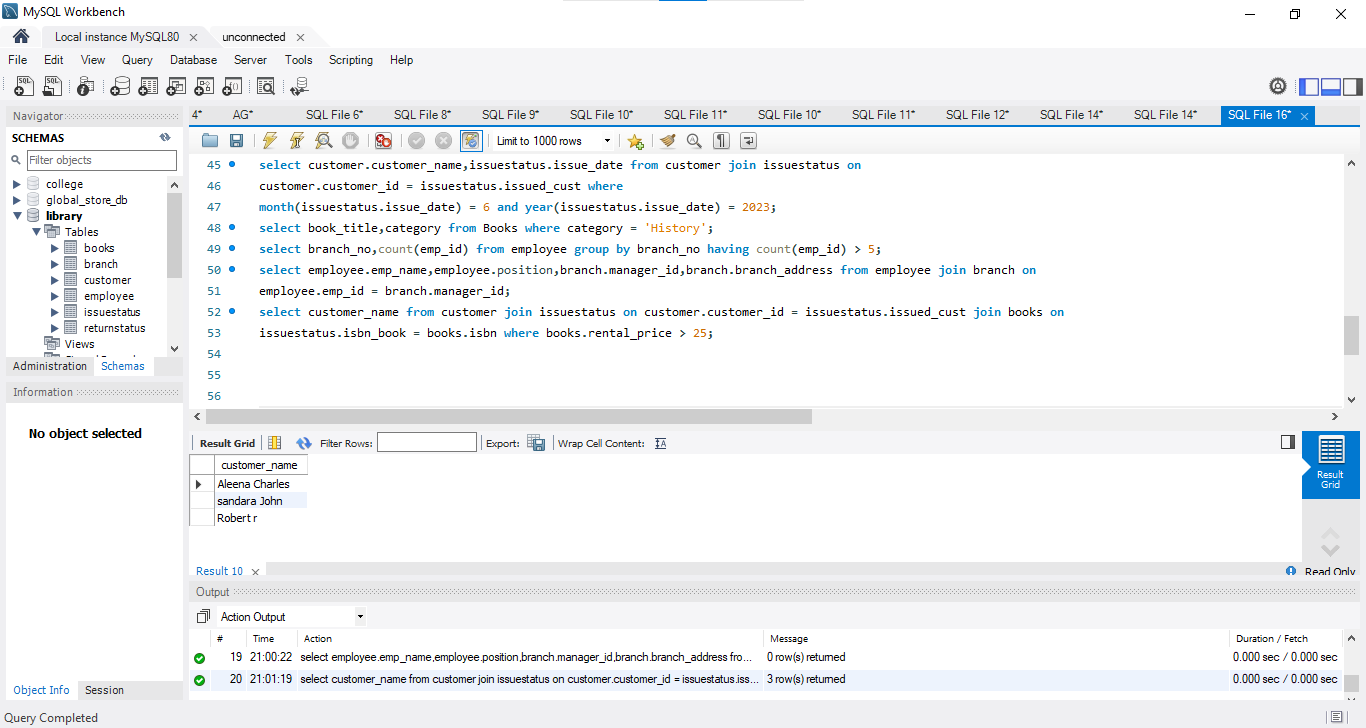 MySQL Workbench
Local instance MySQL80
unconnected
File Edit View Query Database Server Tools Scripting Help
Navigator
SCHEMAS
Filter objects
college
global_store_db
library
Tables
books
branch
customer
employee
issuestatus
returnstatus
Views
Administration Schemas
Information
No object selected
Object Info Session
4* AG* SQL File 6* SQL File 8* SQL File 9* SQL File 10* SQL File 11* SQL File 10* SQL File 11* SQL File 12* SQL File 14* SQL File 14* SQL File 16*
Limit to 1000 rows
45 select customer.customer_name,issuestatus.issue_date from customer join issuestatus on
46 customer.customer_id = issuestatus.issued_cust where
47 month(issuestatus.issue_date) = 6 and year(issuestatus.issue_date) = 2023;
48 select book_title,category from Books where category = 'History';
49 select branch_no,count(emp_id) from employee group by branch_no having count(emp_id) > 5;
50 select employee.emp_name,employee.position,branch.manager_id,branch.branch_address from employee join branch on
51 employee.emp_id = branch.manager_id;
52 select customer_name from customer join issuestatus on customer.customer_id = issuestatus.issued_cust join books on
53 issuestatus.isbn_book = books.isbn where books.rental_price > 25;
54
55
56
Result Grid Filter Rows: Export: Wrap Cell Content:
customer_name
Aleena Charles
sandara John
Robert r
Result Grid
Result 10
Read Only
Output
Action Output
# Time Action Message Duration / Fetch
19 21:00:22 select employee.emp_name,employee.position,branch.manager_id,branch.branch_address fro... 0 row(s) returned 0.000 sec / 0.000 sec
20 21:01:19 select customer_name from customer join issuestatus on customer.customer_id = issuestatus.iss... 3 row(s) returned 0.000 sec / 0.000 sec
Query Completed